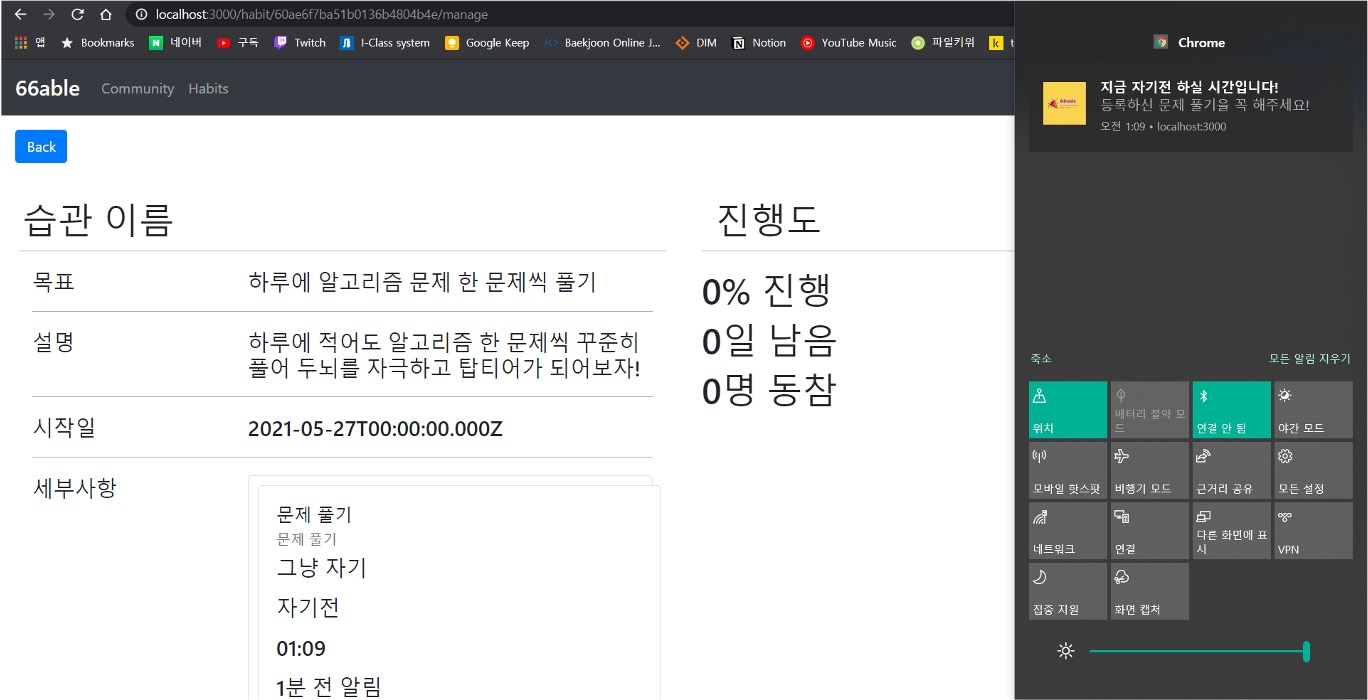 localhost:3000/habit/60ae6f7ba51b0136b4804b4e/manage
앱 Bookmarks 네이버 구독 Twitch I-Class system Google Keep Baekjoon Online J... DIM Notion YouTube Music 파일키위
66able Community Habits
Back
습관 이름
목표 하루에 알고리즘 문제 한 문제씩 풀기
설명 하루에 적어도 알고리즘 한 문제씩 꾸준히
풀어 두뇌를 자극하고 탑티어가 되어보자!
시작일 2021-05-27T00:00:00.000Z
세부사항
문제 풀기
문제 풀기
그냥 자기
자기전
01:09
1분 전 알림
진행도
0% 진행
0일 남음
0명 동참
Chrome
지금 자기전 하실 시간입니다!
등록하신 문제 풀기을 꼭 해주세요!
오전 1:09 • localhost:3000
축소 모든 알림 지우기
위치
배터리 절약 모
드
연결 안 됨
야간 모드
모바일 핫스팟
비행기 모드
근거리 공유
모든 설정
네트워크
연결
다른 화면에 표
시
VPN
집중 지원
화면 캡처